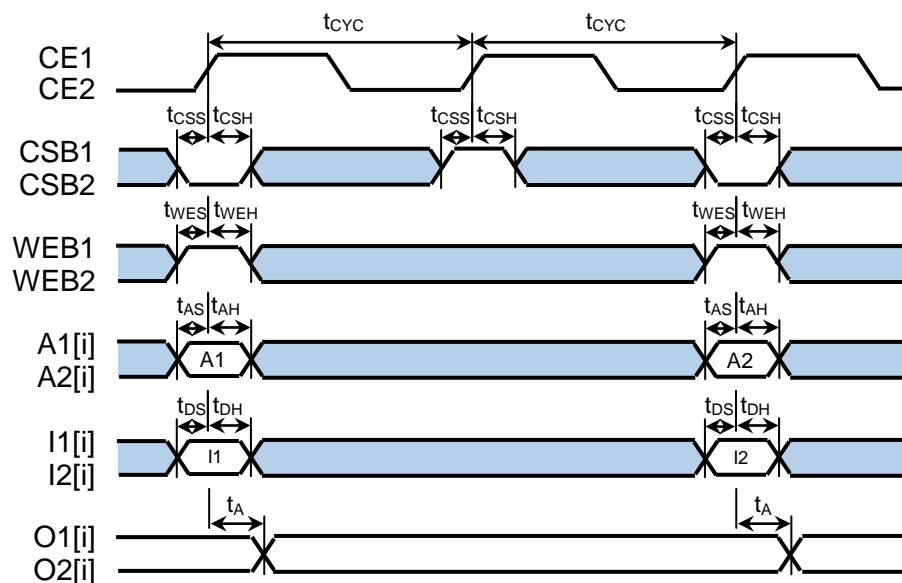 tCYC tCYC
CE1
CE2
tCSS tCSH tCSS tCSH tCSS tCSH
CSB1
CSB2
tWES tWEH tWES tWEH
WEB1
WEB2
tAS tAH tAS tAH
A1[i]
A2[i]
A1 A2
tDS tDH tDS tDH
I1[i]
I2[i]
I1 I2
tA tA
O1[i]
O2[i]